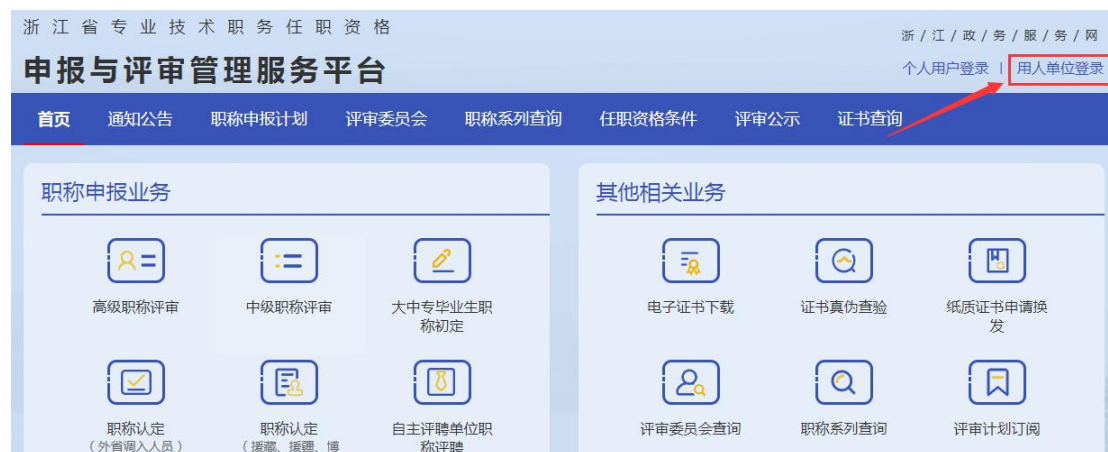 浙江省专业技术职务任职资格
申报与评审管理服务平台
浙/江/政/务/服/务/网
个人用户登录 | 用人单位登录
首页 通知公告 职称申报计划 评审委员会 职称系列查询 任职资格条件 评审公示 证书查询
职称申报业务
高级职称评审
中级职称评审
大中专毕业生职
称初定
职称认定
（外省调入人员）
职称认定
（援藏、援疆、博
自主评聘单位职
称评聘
其他相关业务
电子证书下载
证书真伪查验
纸质证书申请换
发
评审委员会查询
职称系列查询
评审计划订阅